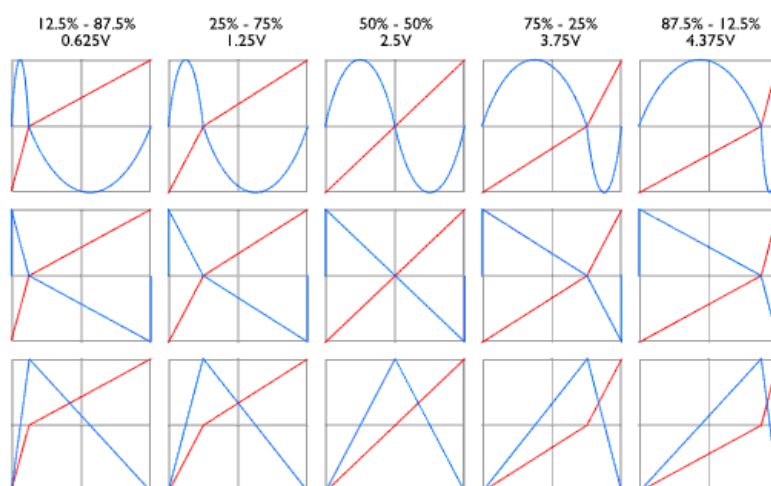 12.5% - 87.5%
0.625V
25% - 75%
1.25V
50% - 50%
2.5V
75% - 25%
3.75V
87.5% - 12.5%
4.375V